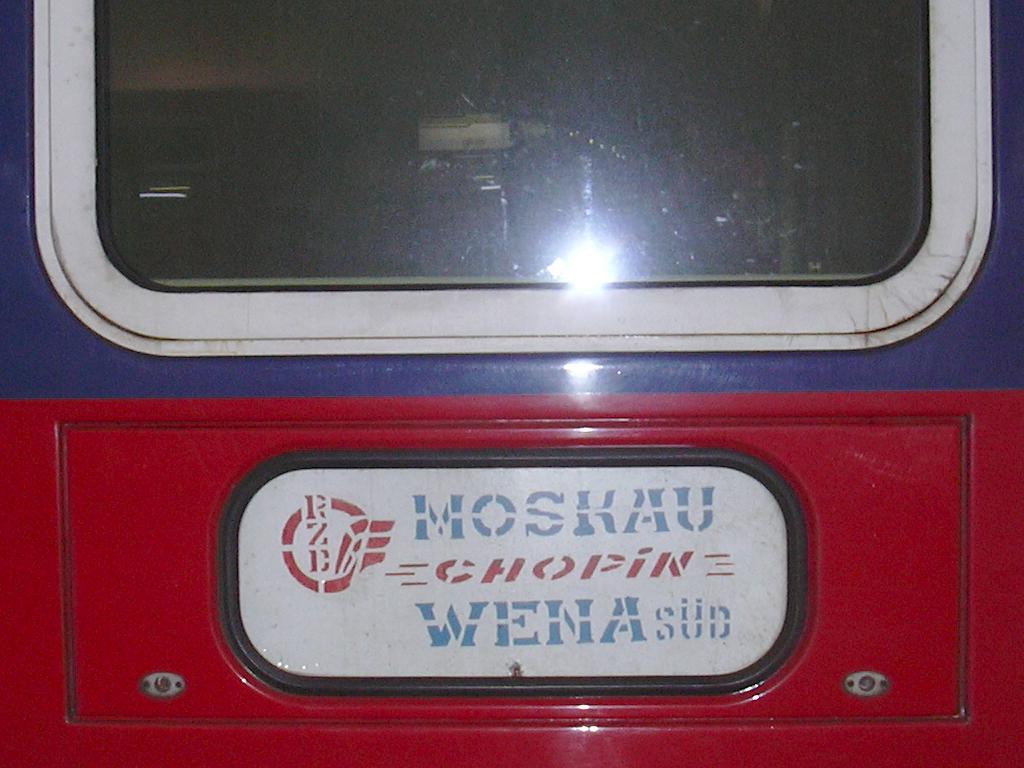 RZD
MOSKAU
CHOPiN
WENA SÜD